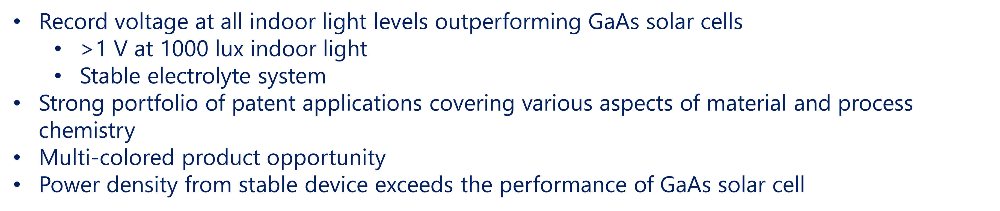 • Record voltage at all indoor light levels outperforming GaAs solar cells
• >1 V at 1000 lux indoor light
• Stable electrolyte system
• Strong portfolio of patent applications covering various aspects of material and process
chemistry
• Multi-colored product opportunity
• Power density from stable device exceeds the performance of GaAs solar cell